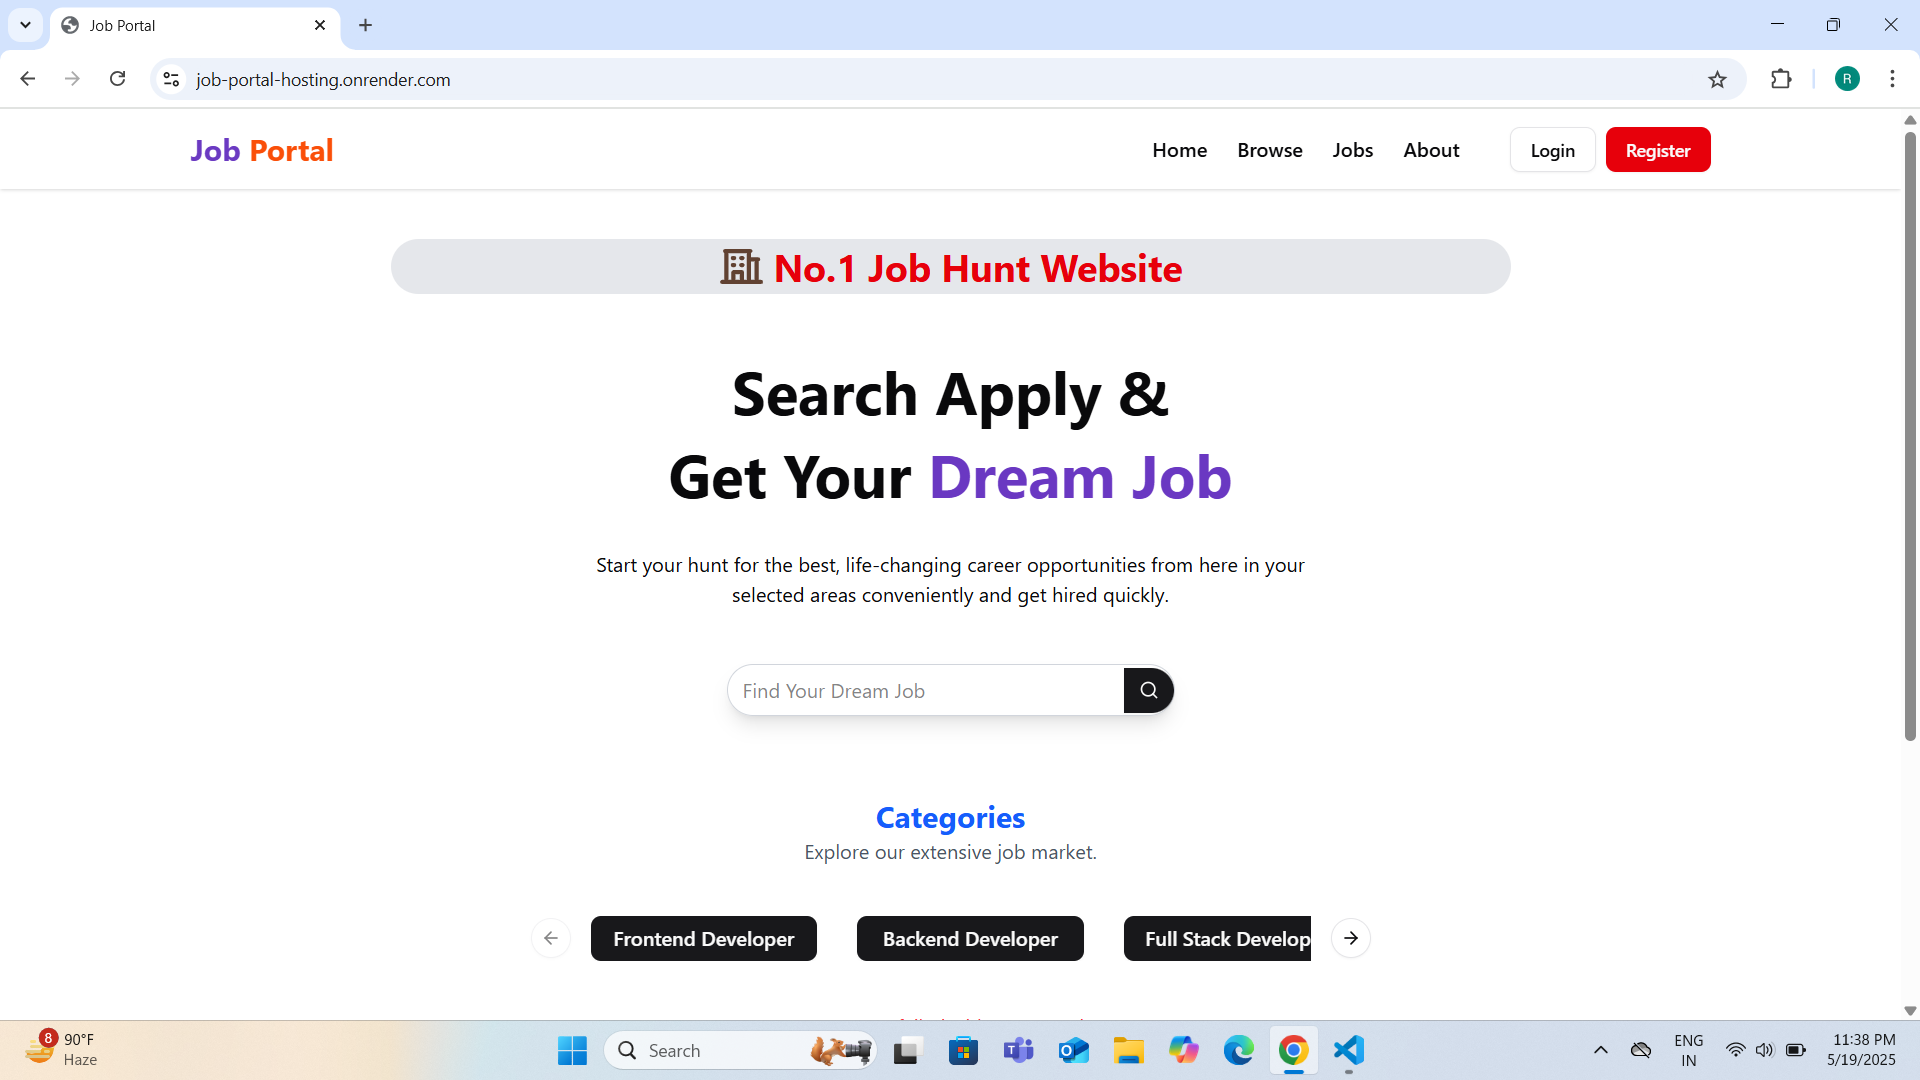 Job Portal
job-portal-hosting.onrender.com
R
Job Portal
Home Browse Jobs About Login Register
No.1 Job Hunt Website
Search Apply &
Get Your Dream Job
Start your hunt for the best, life-changing career opportunities from here in your
selected areas conveniently and get hired quickly.
Find Your Dream Job
Categories
Explore our extensive job market.
Frontend Developer Backend Developer Full Stack Develop
8 90°F
Haze
Search
ENG
IN
11:38 PM
5/19/2025